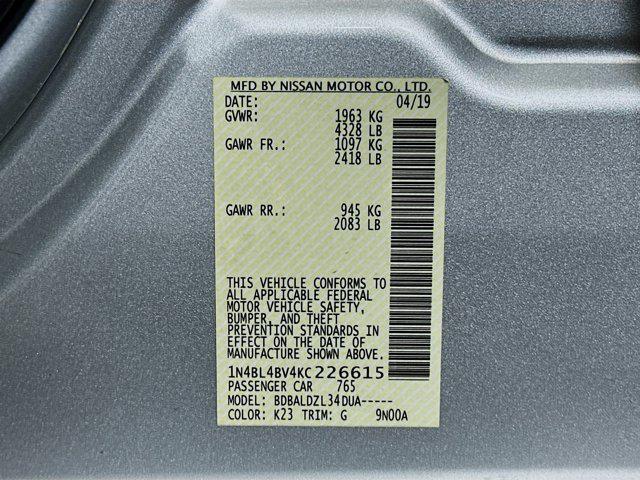 MFD BY NISSAN MOTOR CO., LTD.
DATE: 04/19
GVWR: 1963 KG
4328 LB
GAWR FR.: 1097 KG
2418 LB
GAWR RR.: 945 KG
2083 LB
THIS VEHICLE CONFORMS TO
ALL APPLICABLE FEDERAL
MOTOR VEHICLE SAFETY,
BUMPER, AND THEFT
PREVENTION STANDARDS IN
EFFECT ON THE DATE OF
MANUFACTURE SHOWN ABOVE.
1N4BL4BV4KC226615
PASSENGER CAR 765
MODEL: BDBALDZL34DUA-----
COLOR: K23 TRIM: G 9N00A